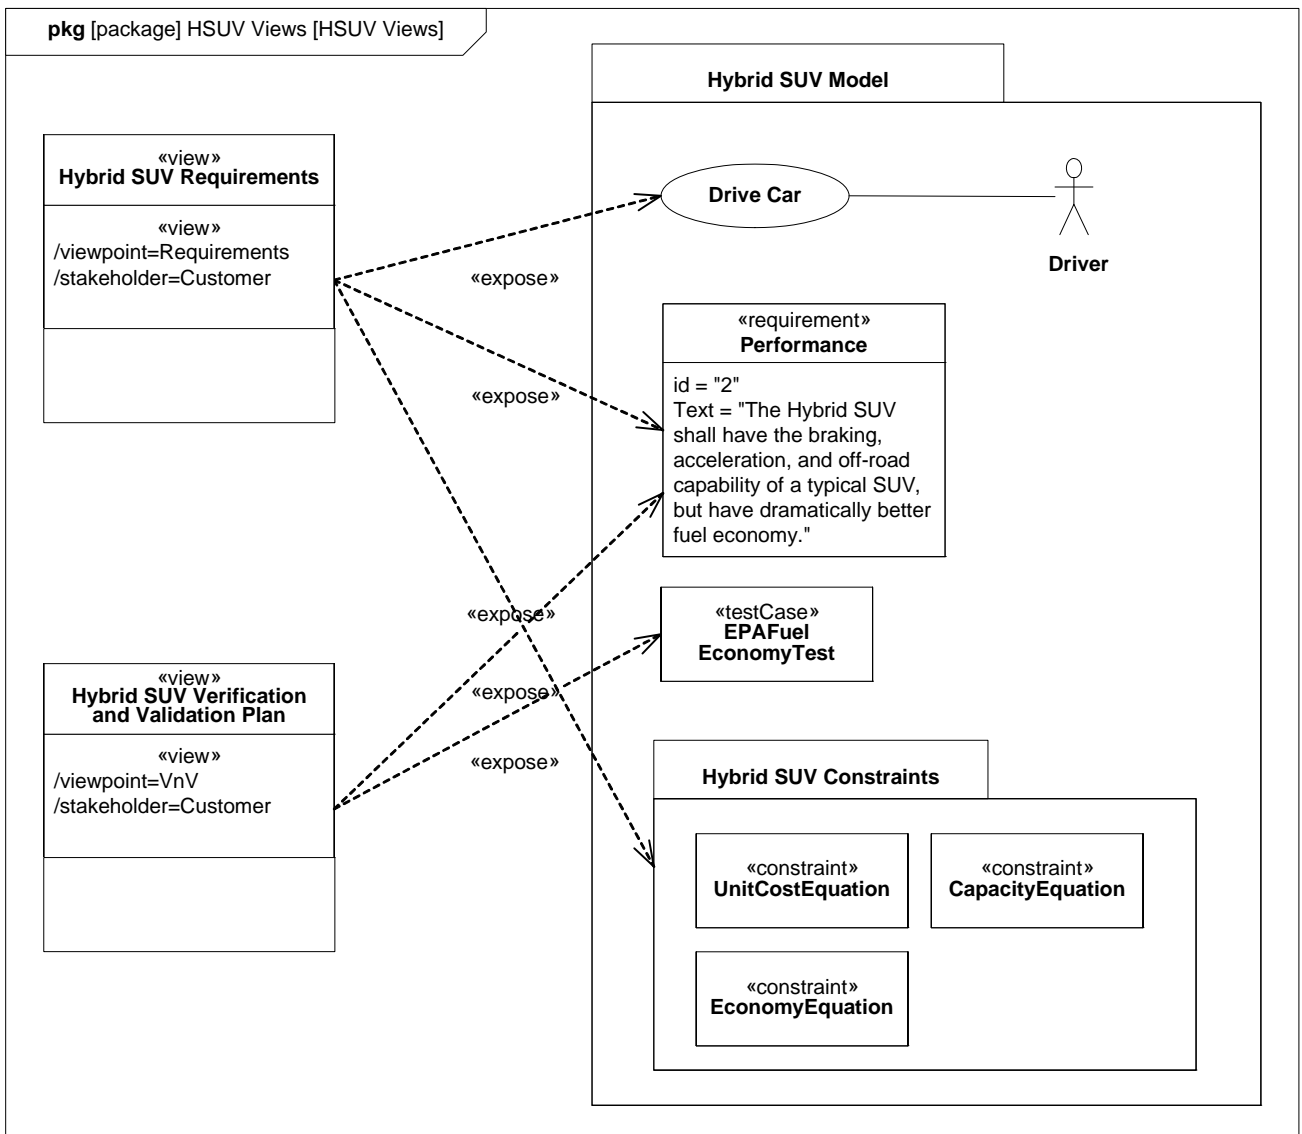 pkg [package] HSUV Views [HSUV Views]
Hybrid SUV Model
«view»
Hybrid SUV Requirements
«view»
/viewpoint=Requirements
/stakeholder=Customer
Drive Car
Driver
«expose»
«requirement»
Performance
id = "2"
Text = "The Hybrid SUV
shall have the braking,
acceleration, and off-road
capability of a typical SUV,
but have dramatically better
fuel economy."
«expose»
«expose»
«testCase»
EPAFuel
EconomyTest
«view»
Hybrid SUV Verification
and Validation Plan
«view»
/viewpoint=VnV
/stakeholder=Customer
«expose»
«expose»
Hybrid SUV Constraints
«constraint»
UnitCostEquation
«constraint»
CapacityEquation
«constraint»
EconomyEquation